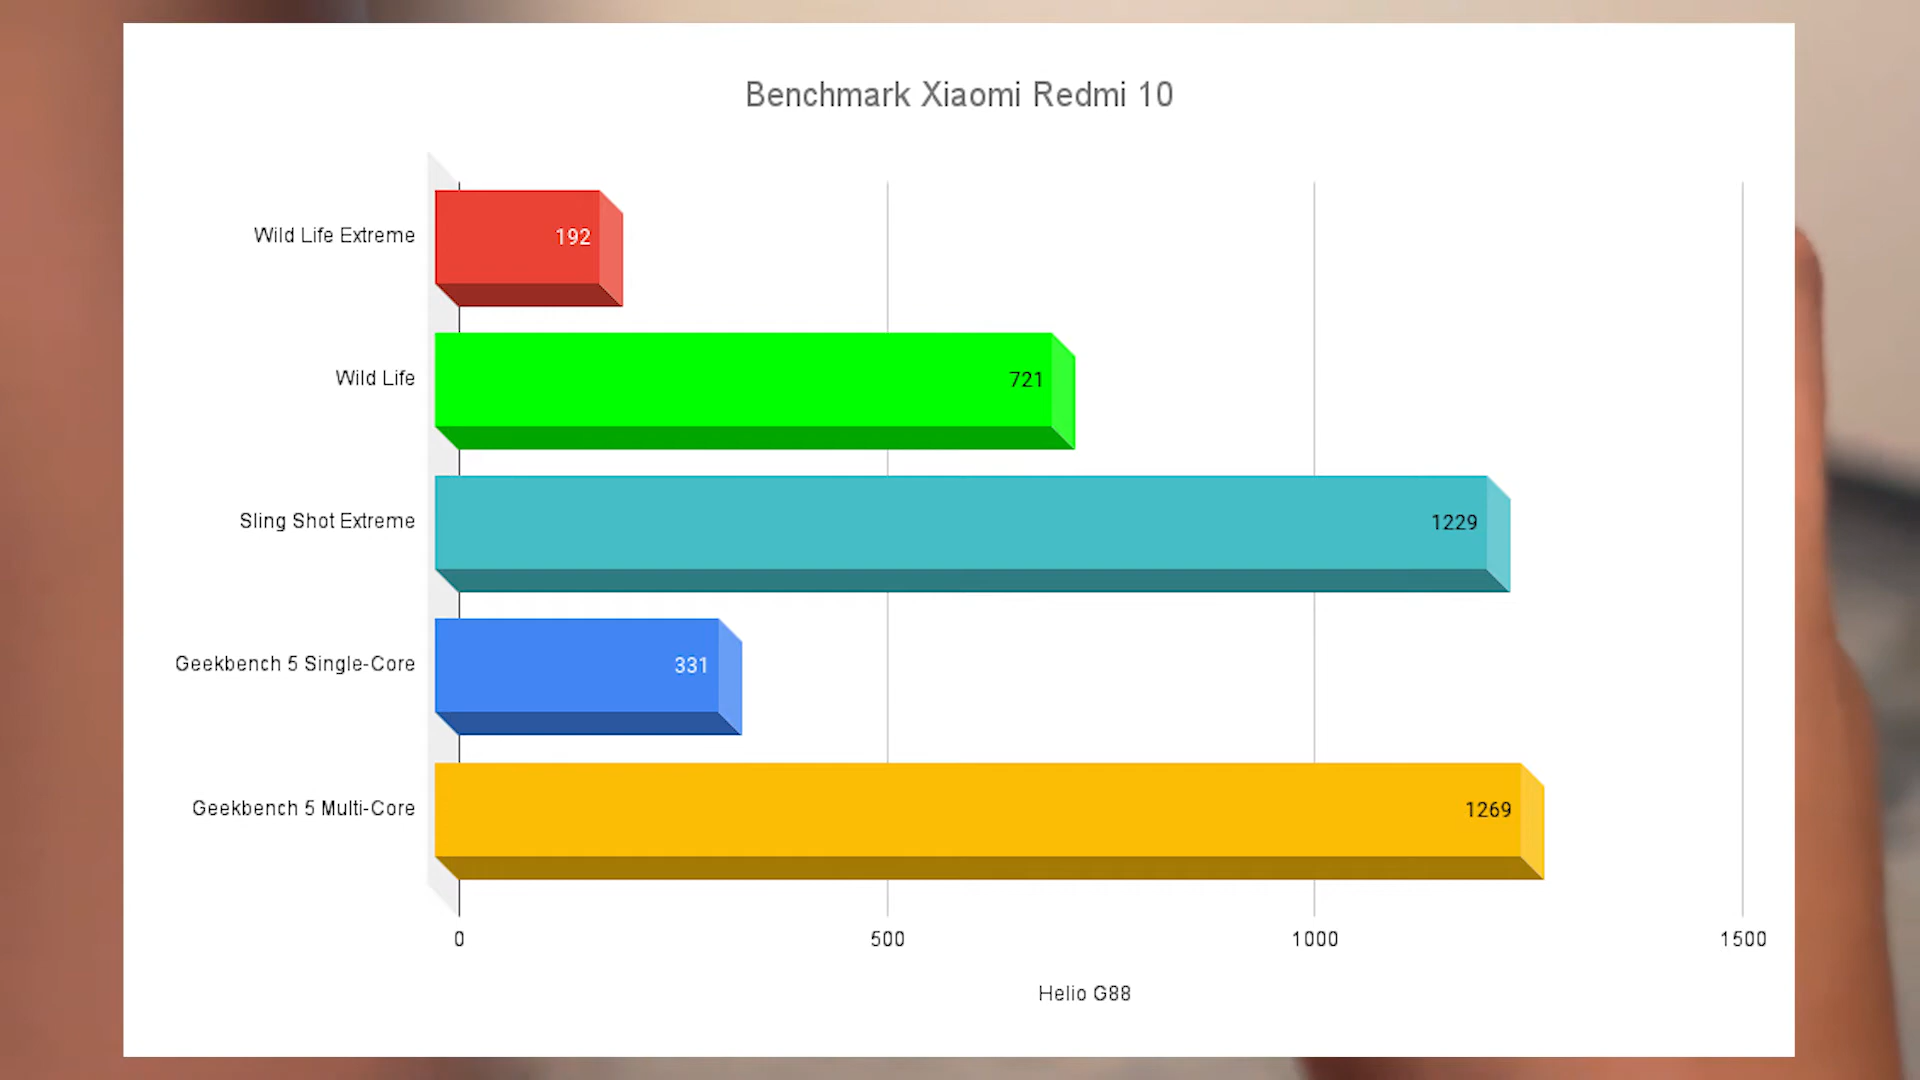 Benchmark Xiaomi Redmi 10
Wild Life Extreme
192
Wild Life
721
Sling Shot Extreme
1229
Geekbench 5 Single-Core
331
Geekbench 5 Multi-Core
1269
0 500 1000 1500
Helio G88